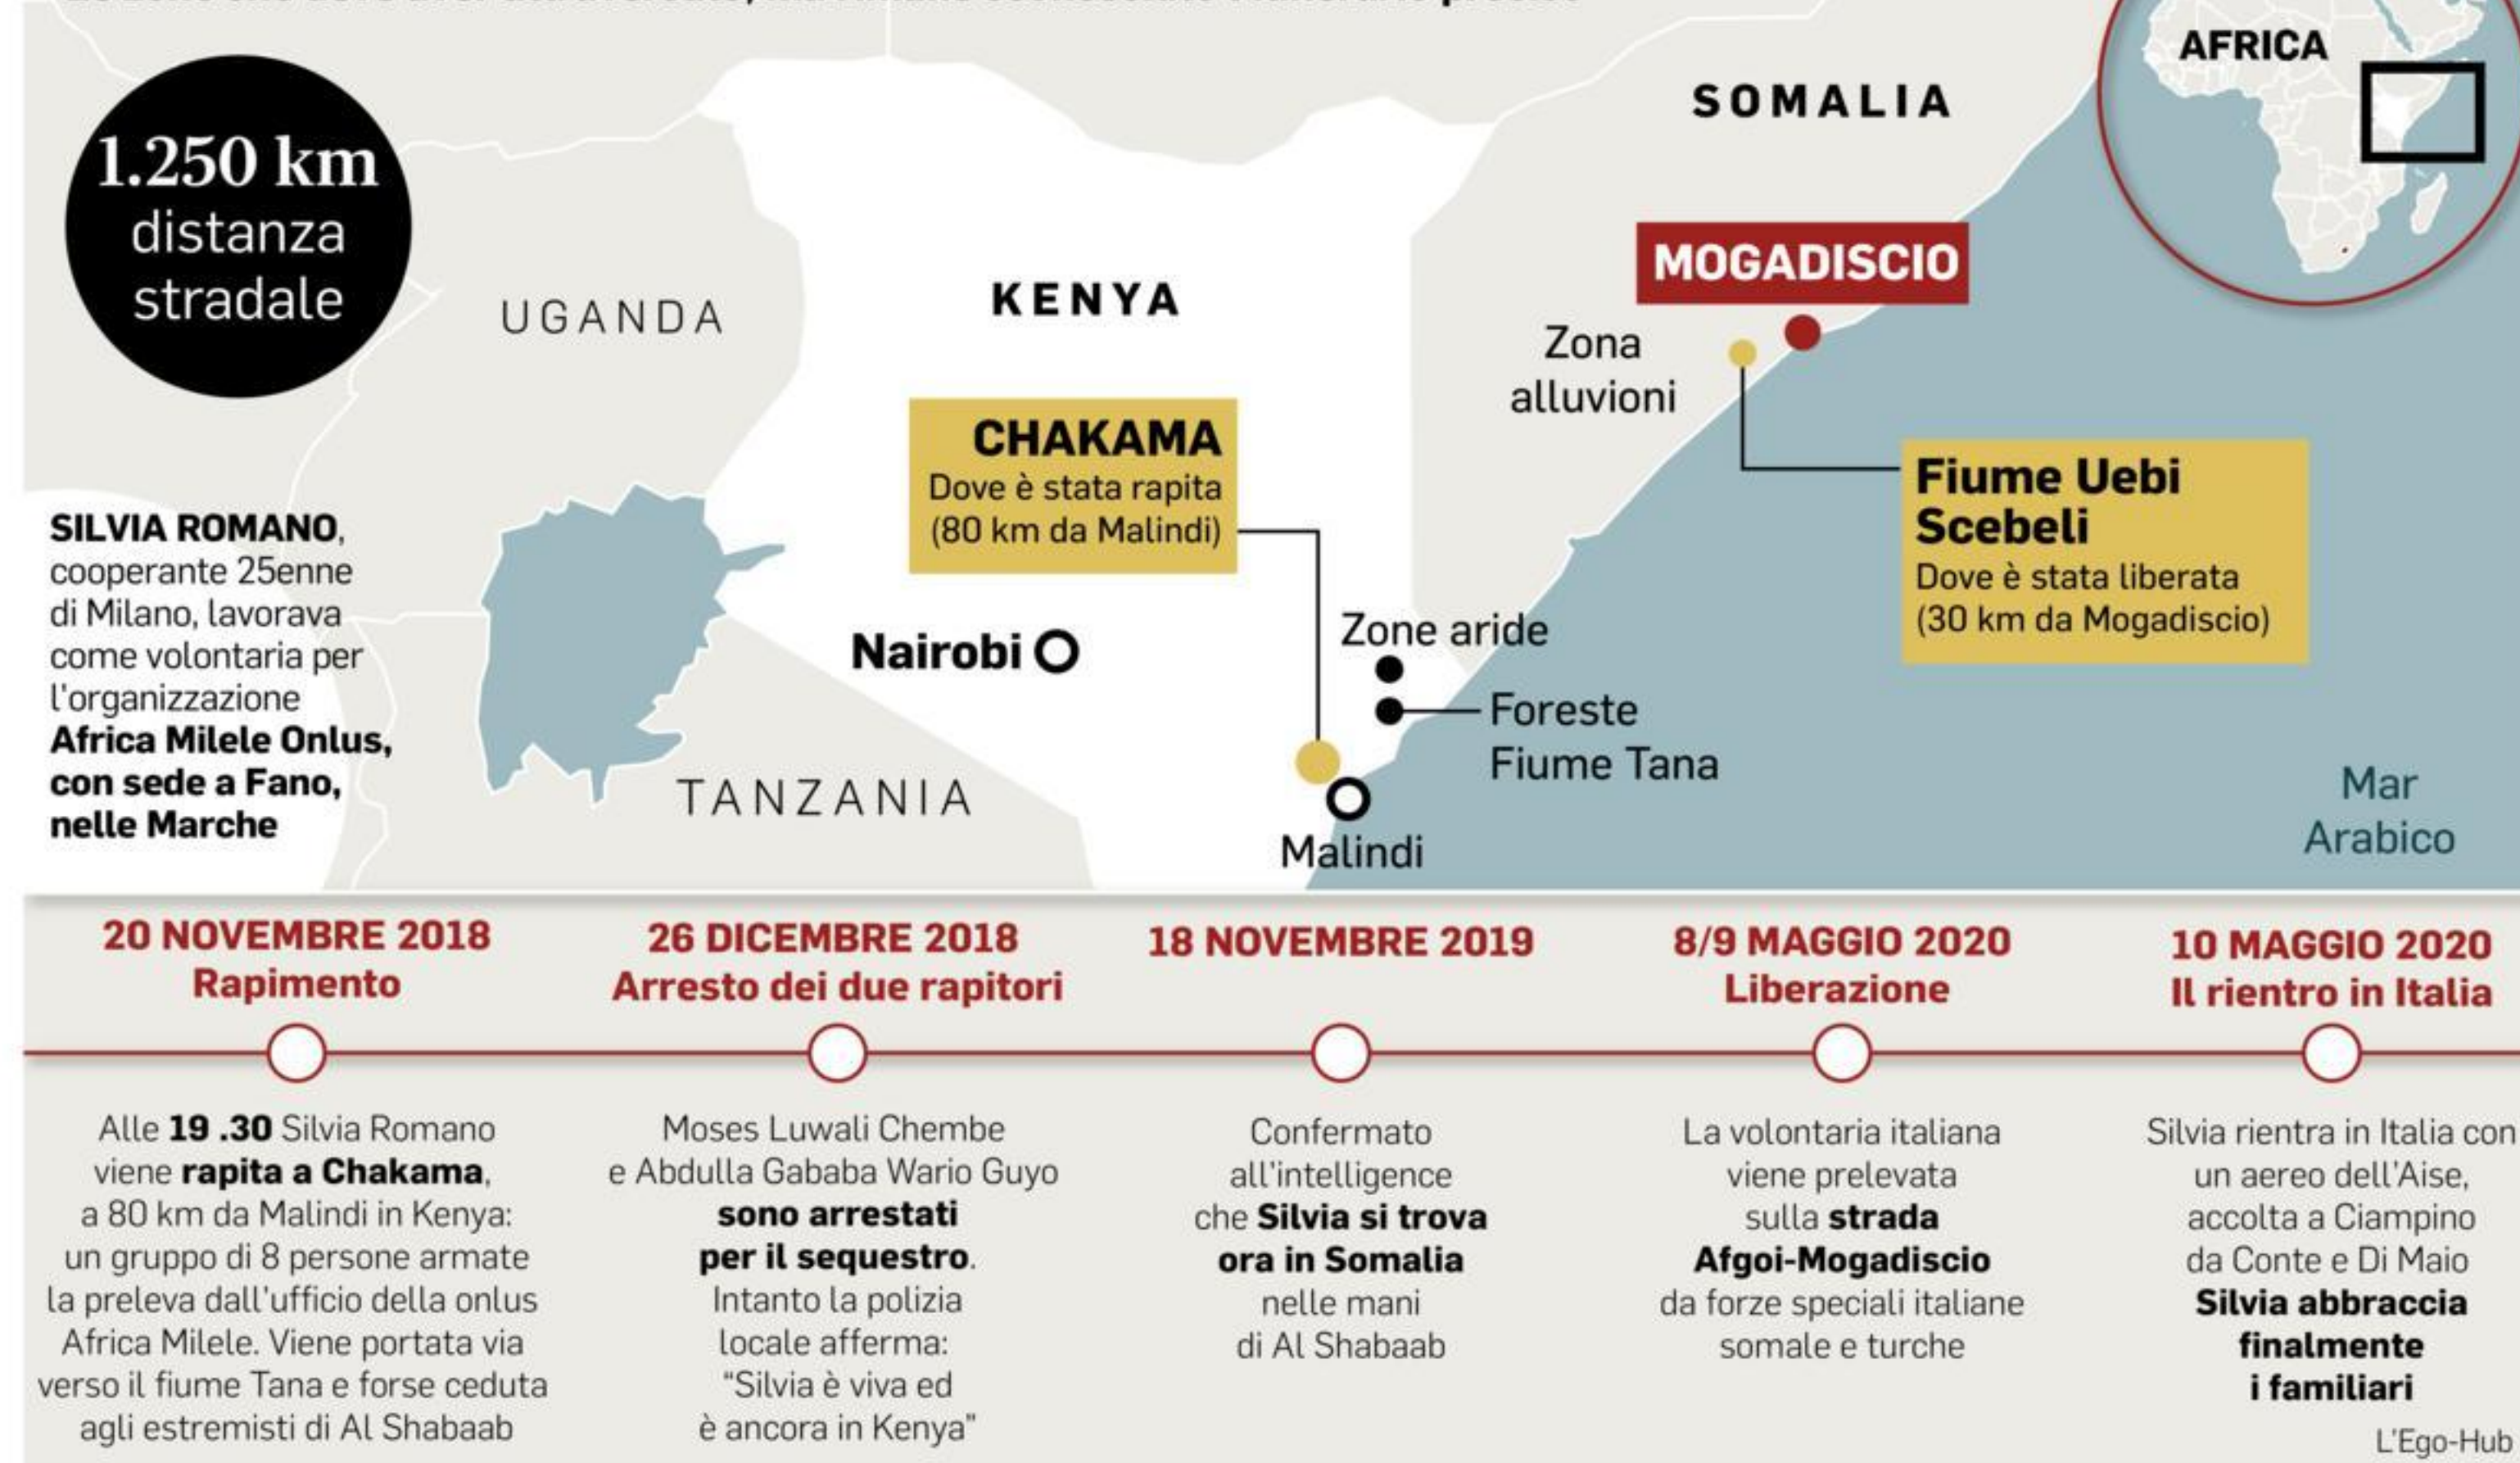 AFRICA
SOMALIA
1.250 km
distanza
stradale
UGANDA
KENYA
MOGADISCIO
Zona
alluvioni
CHAKAMA
Dove è stata rapita
(80 km da Malindi)
Fiume Uebi
Scebeli
Dove è stata liberata
(30 km da Mogadiscio)
SILVIA ROMANO,
cooperante 25enne
di Milano, lavorava
come volontaria per
l'organizzazione
Africa Milele Onlus,
con sede a Fano,
nelle Marche
Nairobi
Zone aride
Foreste
Fiume Tana
TANZANIA
Malindi
Mar
Arabico
20 NOVEMBRE 2018
Rapimento
Alle 19 .30 Silvia Romano
viene rapita a Chakama,
a 80 km da Malindi in Kenya:
un gruppo di 8 persone armate
la preleva dall'ufficio della onlus
Africa Milele. Viene portata via
verso il fiume Tana e forse ceduta
agli estremisti di Al Shabaab
26 DICEMBRE 2018
Arresto dei due rapitori
Moses Luwali Chembe
e Abdulla Gababa Wario Guyo
sono arrestati
per il sequestro.
Intanto la polizia
locale afferma:
"Silvia è viva ed
è ancora in Kenya"
18 NOVEMBRE 2019
Confermato
all'intelligence
che Silvia si trova
ora in Somalia
nelle mani
di Al Shabaab
8/9 MAGGIO 2020
Liberazione
La volontaria italiana
viene prelevata
sulla strada
Afgoi-Mogadiscio
da forze speciali italiane
somale e turche
10 MAGGIO 2020
Il rientro in Italia
Silvia rientra in Italia con
un aereo dell'Aise,
accolta a Ciampino
da Conte e Di Maio
Silvia abbraccia
finalmente
i familiari
L'Ego-Hub